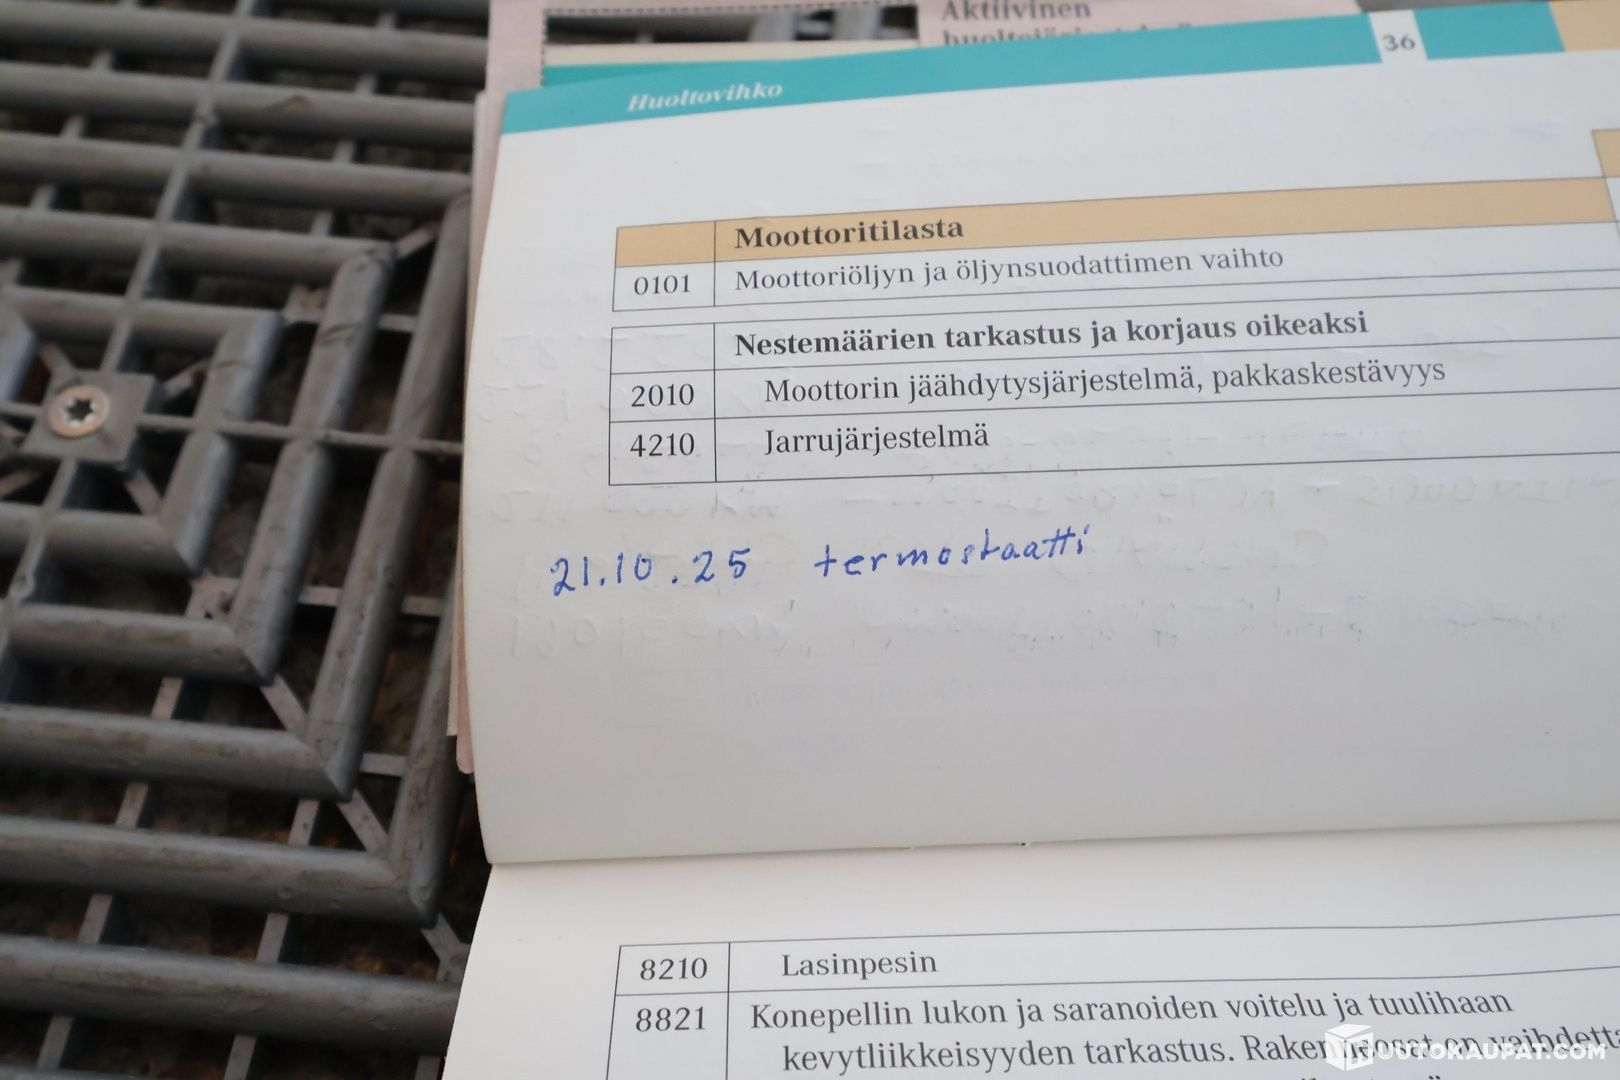 Aktiivinen
Huoltovihko
36
Moottoritilasta
0101 Moottoriöljyn ja öljynsuodattimen vaihto
Nestemäärien tarkastus ja korjaus oikeaksi
2010 Moottorin jäähdytysjärjestelmä, pakkaskestävyys
4210 Jarrujärjestelmä
21.10.25 termostaatti
8210 Lasinpesin
8821 Konepellin lukon ja saranoiden voitelu ja tuulihaan
kevytliikkeisyyden tarkastus.
UUTOKAUPAT.COM